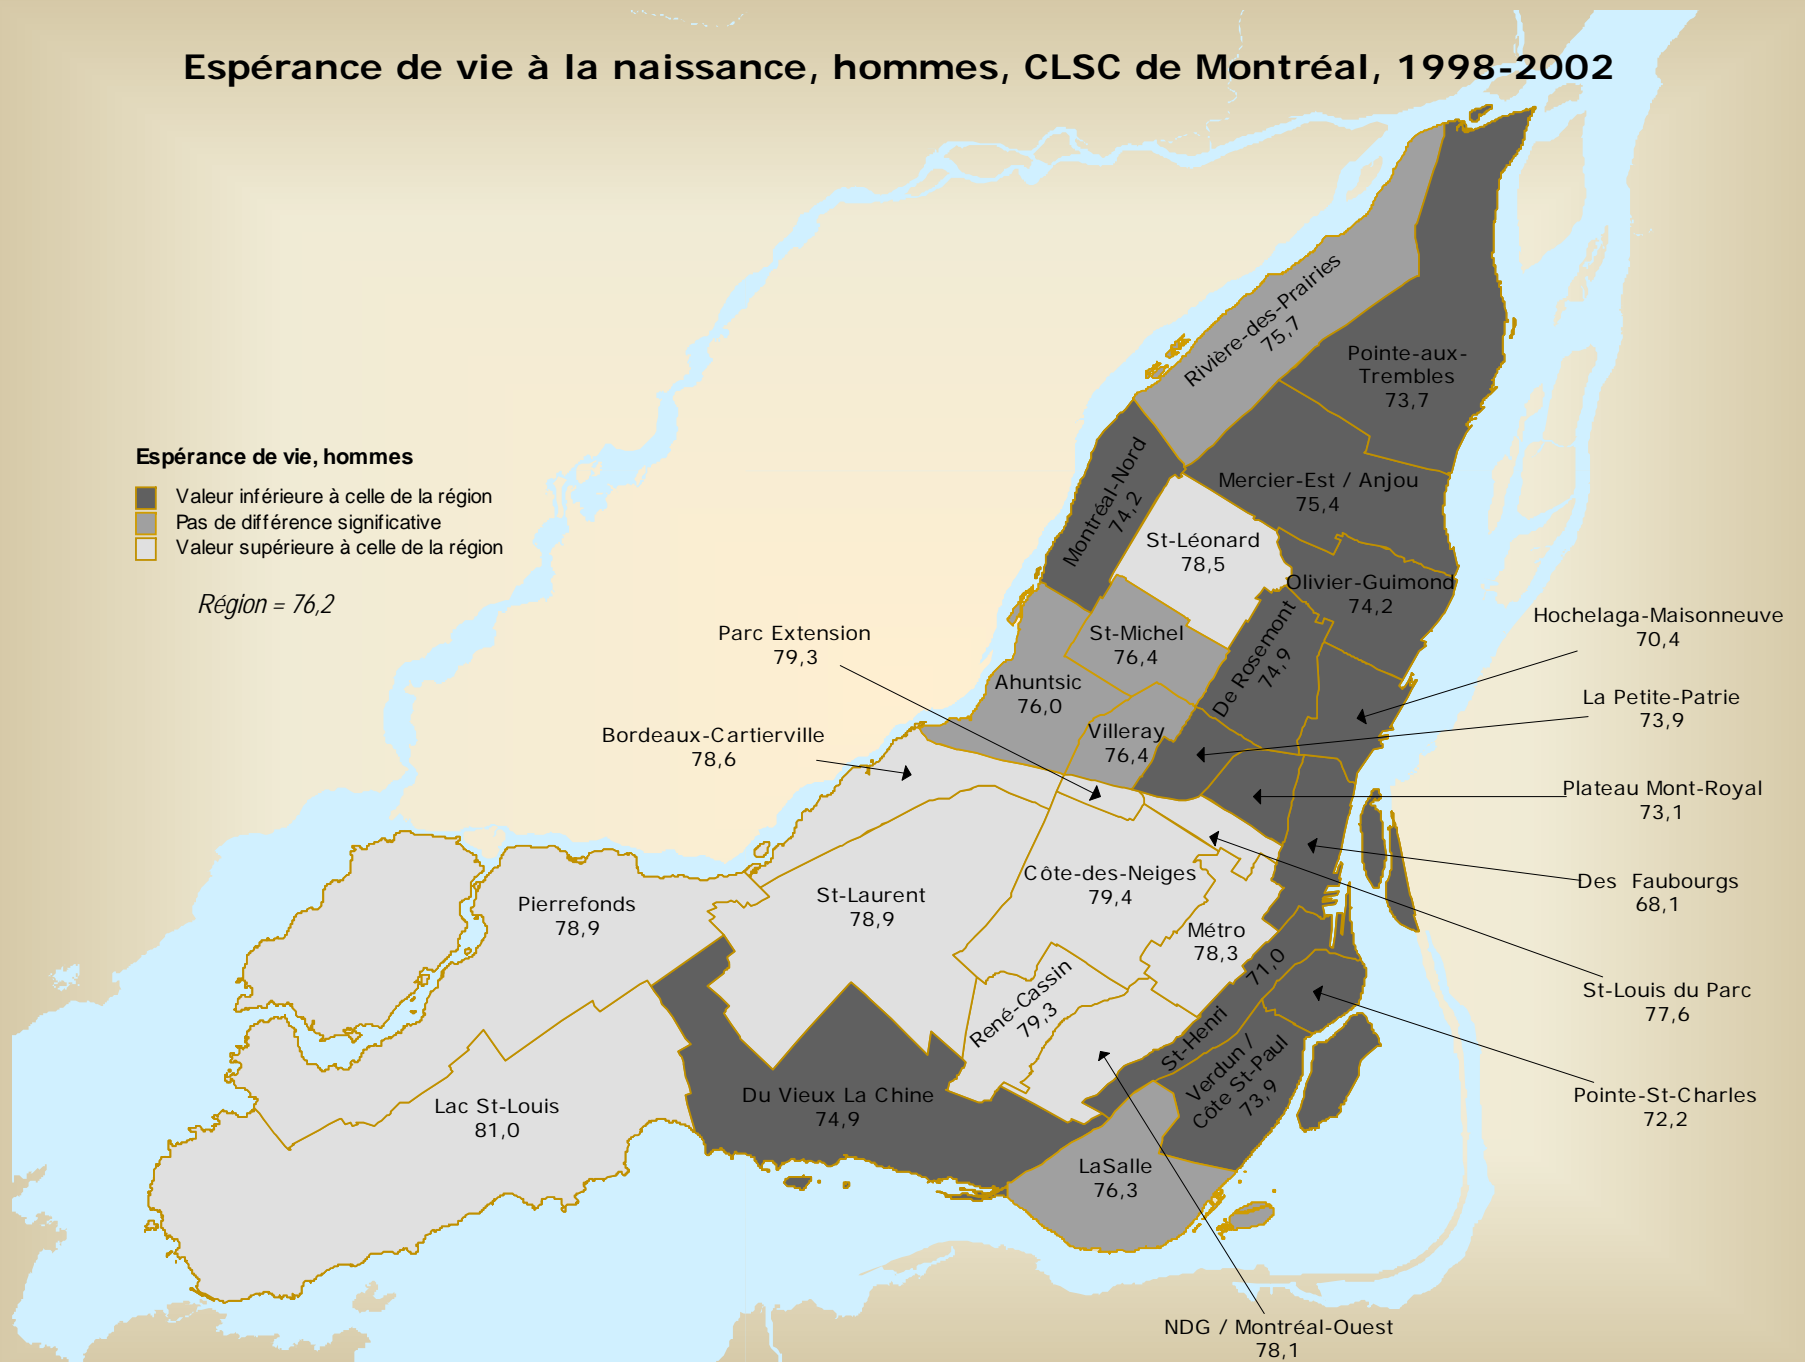 Espérance de vie à la naissance, hommes, CLSC de Montréal, 1998-2002
Rivière-des-Prairies
75,7
Pointe-aux-
Trembles
73,7
Espérance de vie, hommes
Valeur inférieure à celle de la région
Pas de différence significative
Valeur supérieure à celle de la région
Région = 76,2
Montréal-Nord
74,2
Mercier-Est / Anjou
75,4
St-Léonard
78,5
Olivier-Guimond
74,2
Hochelaga-Maisonneuve
70,4
Parc Extension
79,3
St-Michel
76,4
De Rosemont
74,9
Ahuntsic
76,0
La Petite-Patrie
73,9
Bordeaux-Cartierville
78,6
Villeray
76,4
Plateau Mont-Royal
73,1
Pierrefonds
78,9
St-Laurent
78,9
Côte-des-Neiges
79,4
Des Faubourgs
68,1
Métro
78,3
St-Louis du Parc
77,6
René-Cassin
79,3
St-Henri 71,0
Verdun /
Côte St-Paul
73,9
Lac St-Louis
81,0
Du Vieux La Chine
74,9
Pointe-St-Charles
72,2
LaSalle
76,3
NDG / Montréal-Ouest
78,1